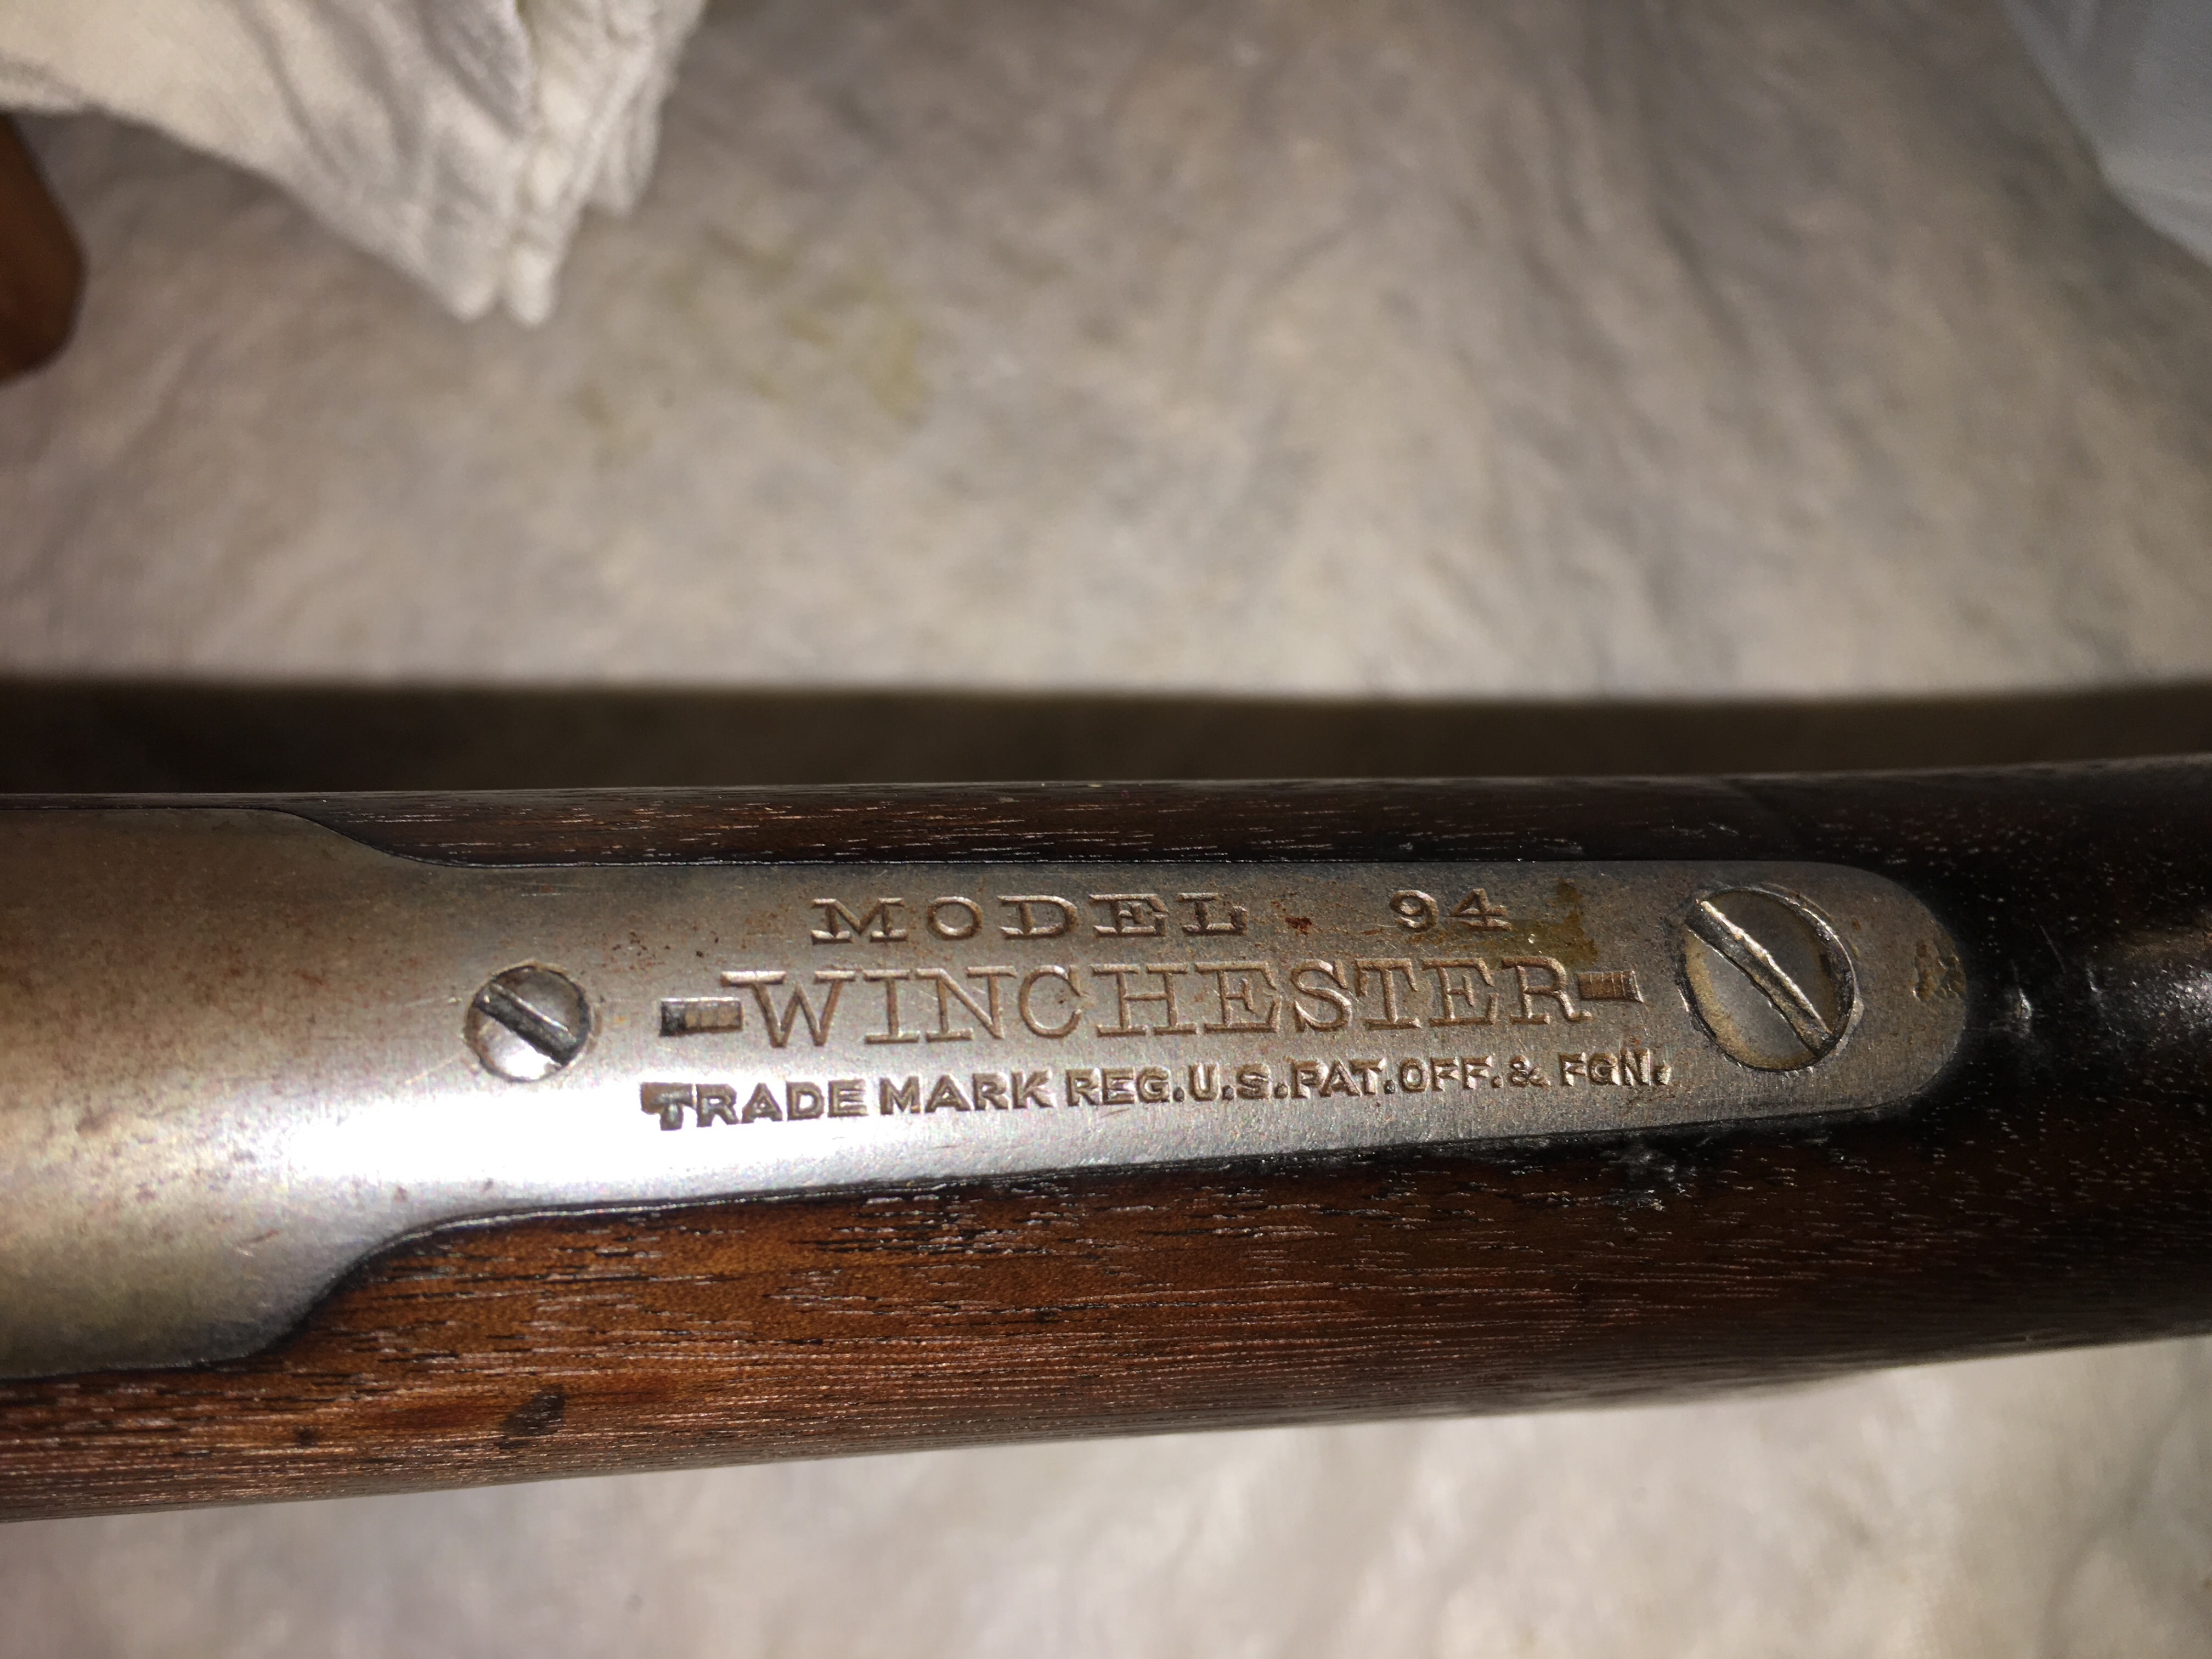 MODEL 94
-WINCHESTER-
TRADE MARK REG. U.S. PAT. OFF. & FGN.